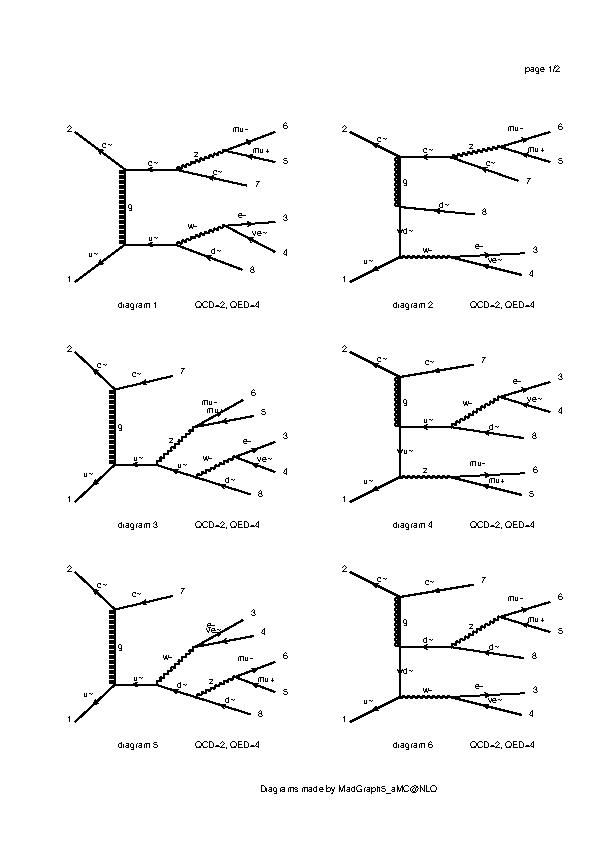 page 1/2
2 c~ c~ z mu- 6
mu+ 5
c~ 7
g
w- e- 3
ve~ 4
u~ u~ d~ 8
1
diagram 1 QCD=2, QED=4
2 c~ c~ z mu- 6
mu+ 5
c~ 7
g
d~ 8
d~
w- e- 3
u~ ve~ 4
1
diagram 2 QCD=2, QED=4
2 c~ c~ 7
mu- 6
mu+ 5
g z
w- e- 3
u~ u~ u~ ve~ 4
d~ 8
1
diagram 3 QCD=2, QED=4
2 c~ c~ 7
e- 3
g w- ve~ 4
u~ d~ 8
u~
z mu- 6
u~ mu+ 5
1
diagram 4 QCD=2, QED=4
2 c~ c~ 7
e- 3
ve~ 4
g w-
z mu- 6
u~ u~ d~ mu+ 5
d~ 8
1
diagram 5 QCD=2, QED=4
2 c~ c~ 7
mu- 6
g z mu+ 5
d~ d~ 8
d~
w- e- 3
u~ ve~ 4
1
diagram 6 QCD=2, QED=4
Diagrams made by MadGraph5_aMC@NLO